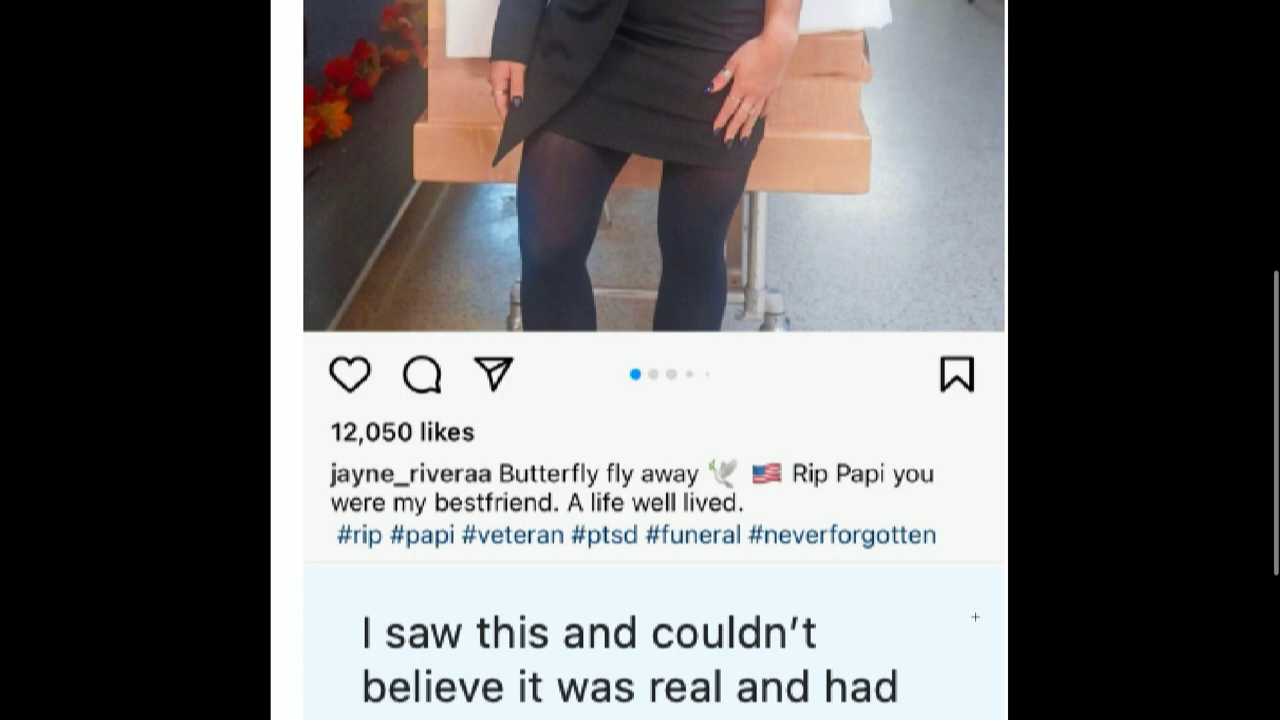 12,050 likes
jayne_riveraa Butterfly fly away 🕊️ 🇺🇸 Rip Papi you
were my bestfriend. A life well lived.
#rip #papi #veteran #ptsd #funeral #neverforgotten
I saw this and couldn't
believe it was real and had